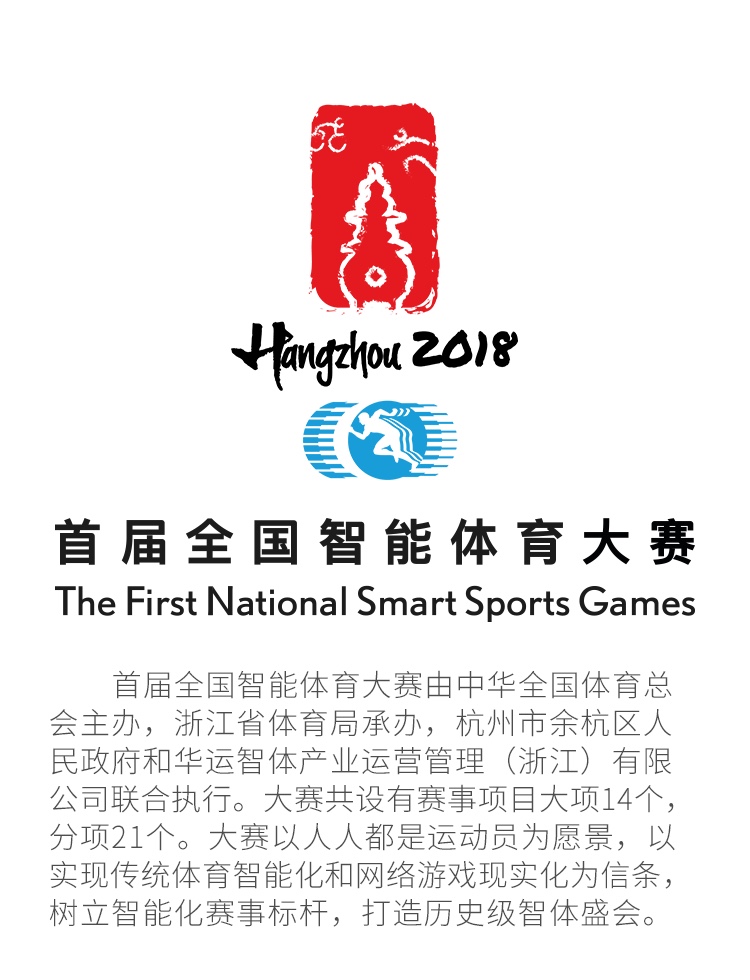 Hangzhou 2018
首届全国智能体育大赛
The First National Smart Sports Games
首届全国智能体育大赛由中华全国体育总
会主办，浙江省体育局承办，杭州市余杭区人
民政府和华运智体产业运营管理（浙江）有限
公司联合执行。大赛共设有赛事项目大项14个，
分项21个。大赛以人人都是运动员为愿景，以
实现传统体育智能化和网络游戏现实化为信条，
树立智能化赛事标杆，打造历史级智体盛会。